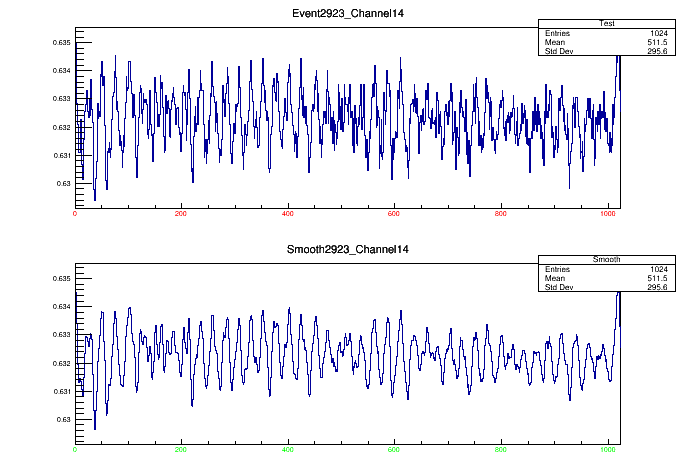 Event2923_Channel14
Test
Entries 1024
Mean 511.5
Std Dev 295.6
0.635
0.634
0.633
0.632
0.631
0.63
0 200 400 600 800 1000
Smooth2923_Channel14
Smooth
Entries 1024
Mean 511.5
Std Dev 295.6
0.635
0.634
0.633
0.632
0.631
0.63
0 200 400 600 800 1000